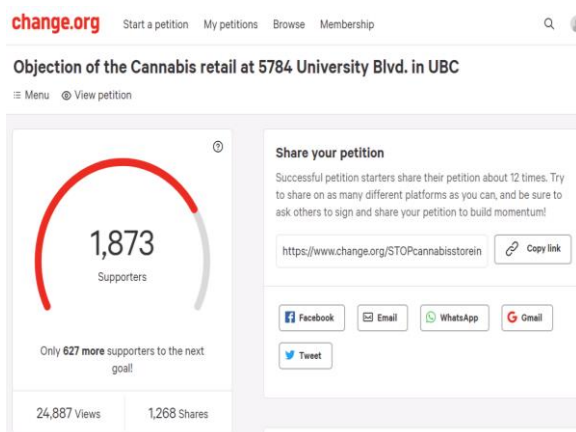 change.org Start a petition My petitions Browse Membership
Objection of the Cannabis retail at 5784 University Blvd. in UBC
Menu View petition
1,873
Supporters
Only 627 more supporters to the next
goal!
24,887 Views 1,268 Shares
Share your petition
Successful petition starters share their petition about 12 times. Try
to share on as many different platforms as you can, and be sure to
ask others to sign and share your petition to build momentum!
https://www.change.org/STOPcannabisstorein Copy link
Facebook Email WhatsApp Gmail
Tweet